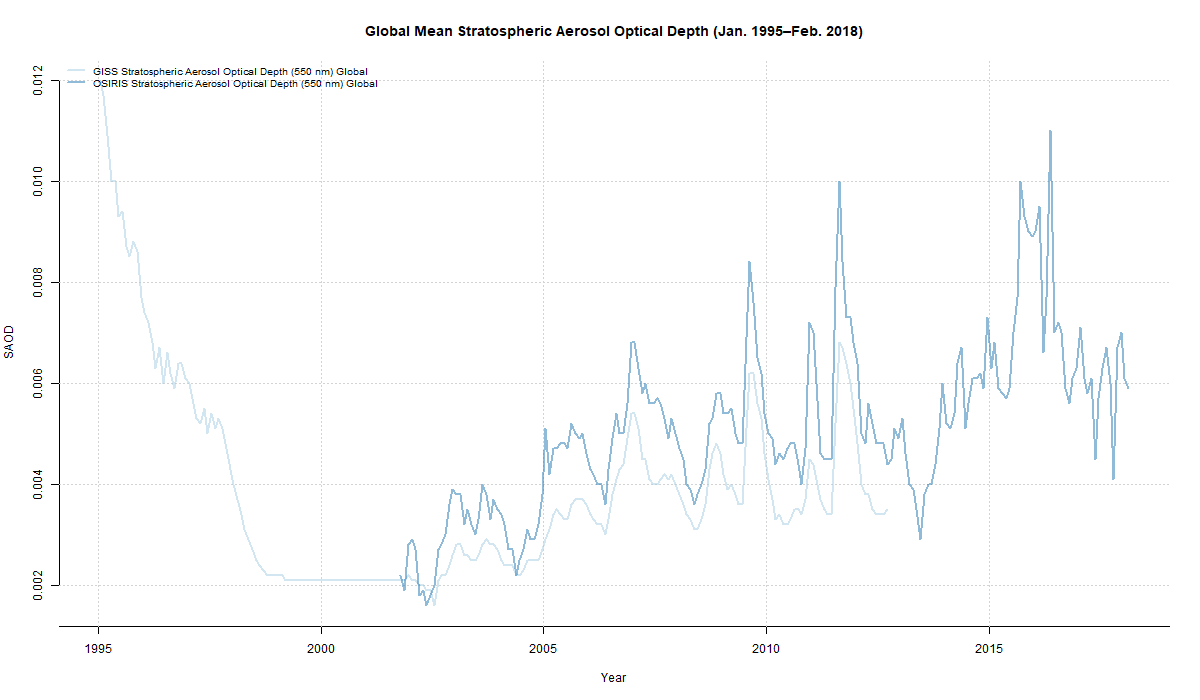 Global Mean Stratospheric Aerosol Optical Depth (Jan. 1995–Feb. 2018)
GISS Stratospheric Aerosol Optical Depth (550 nm) Global
OSIRIS Stratospheric Aerosol Optical Depth (550 nm) Global
0.012
0.010
0.008
0.006
0.004
0.002
SAOD
1995 2000 2005 2010 2015
Year